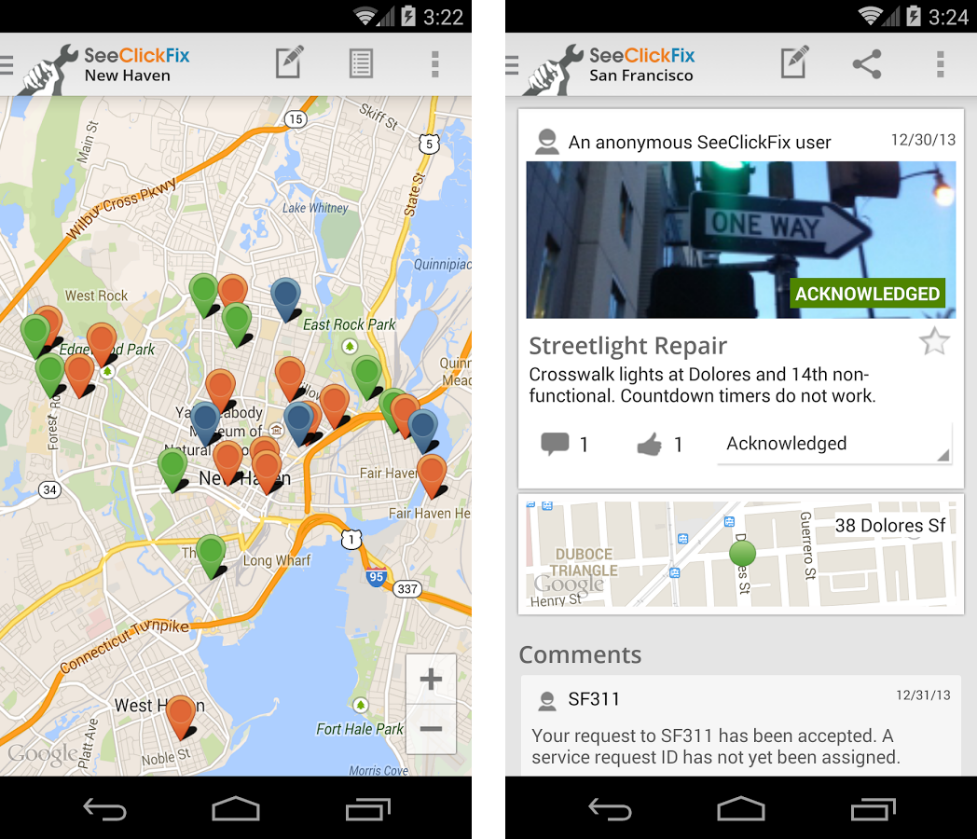 3:22
SeeClickFix
New Haven
15
Skiff St
5
Main St
State St
Wilbur Cross Pkwy
Lake Whitney
Quinnipiac
West Rock
East Rock Park
Edgewood Park
Quinn
Mead
Willow
Yale Peabody
Museum of
Natural
Forest Rd
New Haven
Fair Haven
34
Fair Haven He
1
Th
Long Wharf
95
337
Connecticut Turnpike
+
−
West Haven
Fort Hale Park
Platt Ave
Google
Noble St
Morris Cove
3:24
SeeClickFix
San Francisco
An anonymous SeeClickFix user
12/30/13
ONE WAY
ACKNOWLEDGED
Streetlight Repair
Crosswalk lights at Dolores and 14th non-
functional. Countdown timers do not work.
1
1
Acknowledged
38 Dolores Sf
Guerrero St
DUBOCE
TRIANGLE
Dolores St
Google
Henry St
Comments
SF311
12/31/13
Your request to SF311 has been accepted. A
service request ID has not yet been assigned.